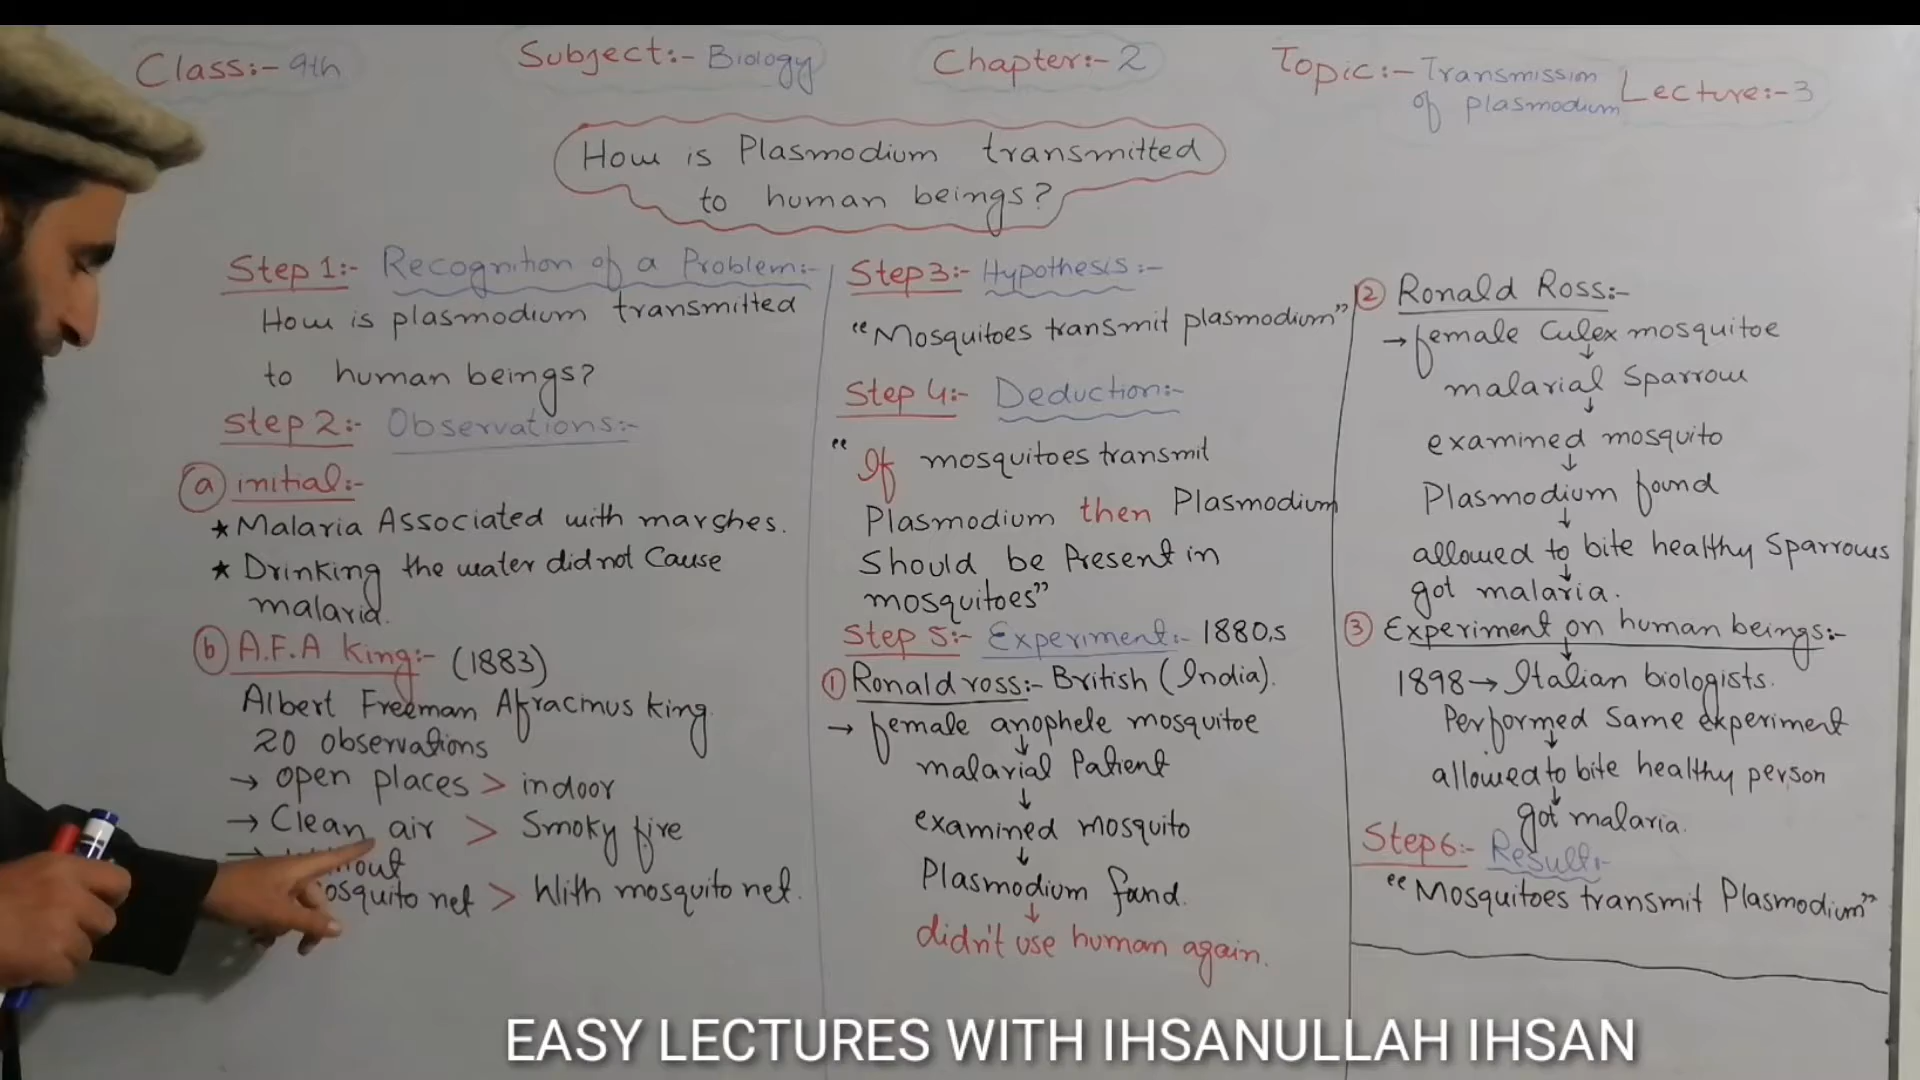 Class:- 9th
Subject:- Biology
Chapter:- 2
Topic:- Transmission
of plasmodium
Lecture:- 3
How is Plasmodium transmitted
to human beings?
Step 1:- Recognition of a Problem:-
How is plasmodium transmitted
to human beings?
Step 2:- Observations:-
a initial:-
★ Malaria Associated with marshes.
★ Drinking the water did not Cause
malaria.
b A.F.A King:- (1883)
Albert Freeman Afracinus king.
20 observations
→ open places > indoor
→ Clean air > Smoky fire
→
net > With mosquito net.
Step3:- Hypothesis:-
"Mosquitoes transmit plasmodium"
Step 4:- Deduction:-
"If mosquitoes transmit
Plasmodium then Plasmodium
Should be Present in
mosquitoes"
Step 5:- Experiment:- 1880,s
① Ronald ross:- British (India).
→ female anophele mosquitoe
↓
malarial Patient
↓
examined mosquito
↓
Plasmodium found.
↓
didn't use human again.
② Ronald Ross:-
→ female Culex mosquitoe
↓
malarial Sparrow
↓
examined mosquito
↓
Plasmodium found
↓
allowed to bite healthy Sparrows
↓
got malaria.
③ Experiment on human beings:-
↓
1898 → Italian biologists.
Performed Same experiment
↓
allowed to bite healthy person
↓
got malaria.
Step6:- Result:-
"Mosquitoes transmit Plasmodium"
EASY LECTURES WITH IHSANULLAH IHSAN